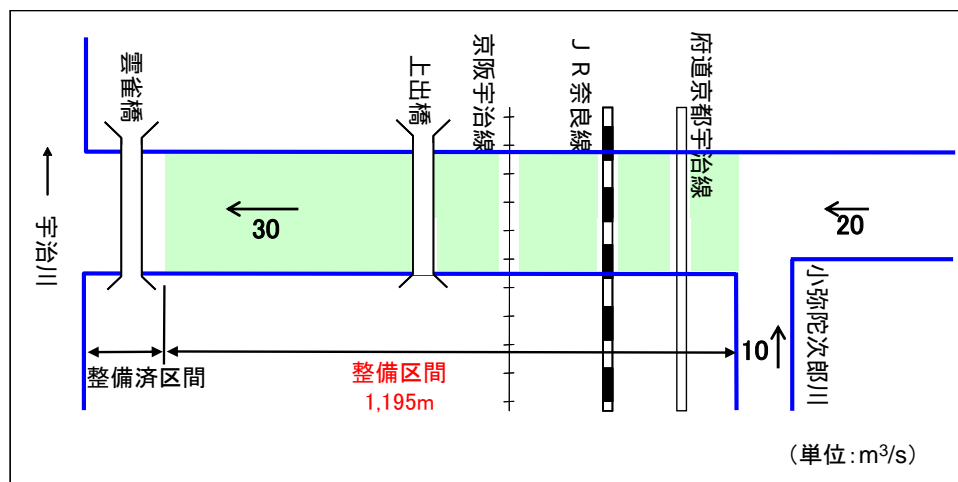 雲雀橋
上出橋
京阪宇治線
ＪＲ奈良線
府道京都宇治線
宇治川
30
20
10
小弥陀次郎川
整備済区間
整備区間
1,195m
（単位：m³/s）